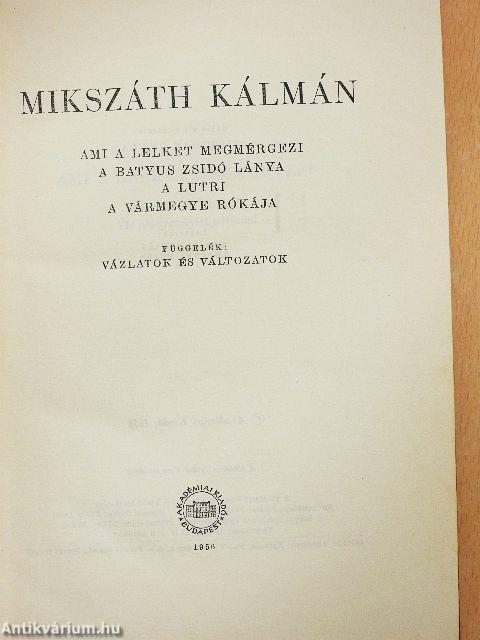 MIKSZÁTH KÁLMÁN
AMI A LELKET MEGMÉRGEZI
A BATYUS ZSIDÓ LÁNYA
A LUTRI
A VÁRMEGYE RÓKÁJA
FÜGGELÉK:
VÁZLATOK ÉS VÁLTOZATOK
AKADÉMIAI KIADÓ
BUDAPEST
1956
Antikvárium.hu